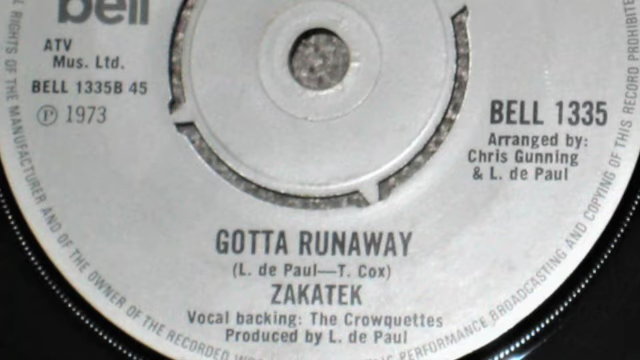 bell
ATV
Mus. Ltd.
BELL 1335B 45
Ⓟ 1973
BELL 1335
Arranged by:
Chris Gunning
& L. de Paul
GOTTA RUNAWAY
(L. de Paul—T. Cox)
ZAKATEK
Vocal backing: The Crowquettes
Produced by L. de Paul
RIGHTS OF THE MANUFACTURER AND OF THE OWNER OF THE RECORDED
PERFORMANCE, BROADCASTING AND COPYING OF THIS RECORD PROHIBITED